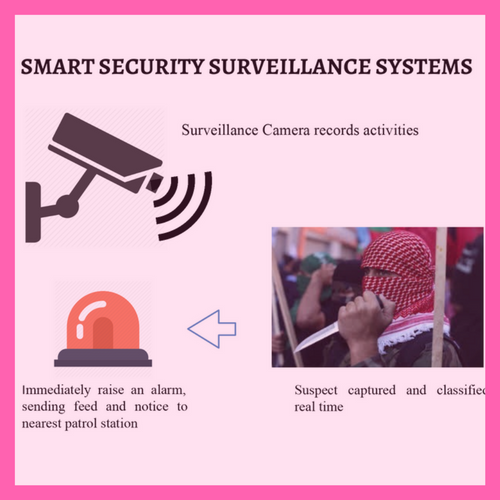 SMART SECURITY SURVEILLANCE SYSTEMS
Surveillance Camera records activities
Immediately raise an alarm,
sending feed and notice to
nearest patrol station
Suspect captured and classified
real time